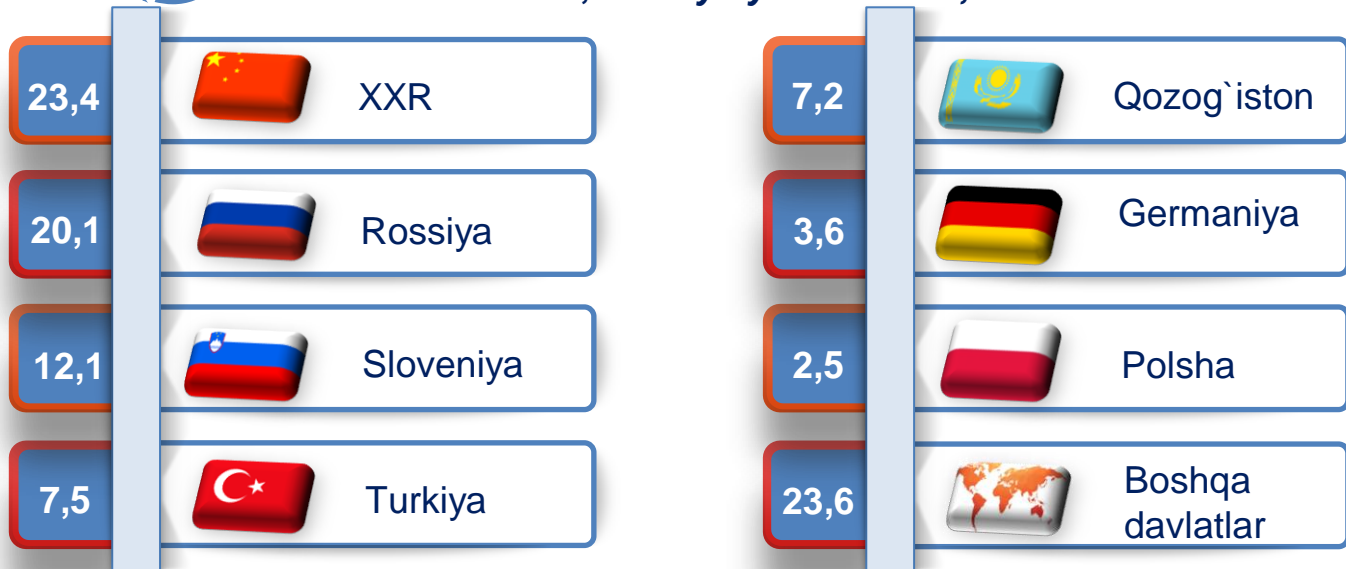 23,4 XXR
20,1 Rossiya
12,1 Sloveniya
7,5 Turkiya
7,2 Qozog`iston
3,6 Germaniya
2,5 Polsha
23,6 Boshqa
davlatlar